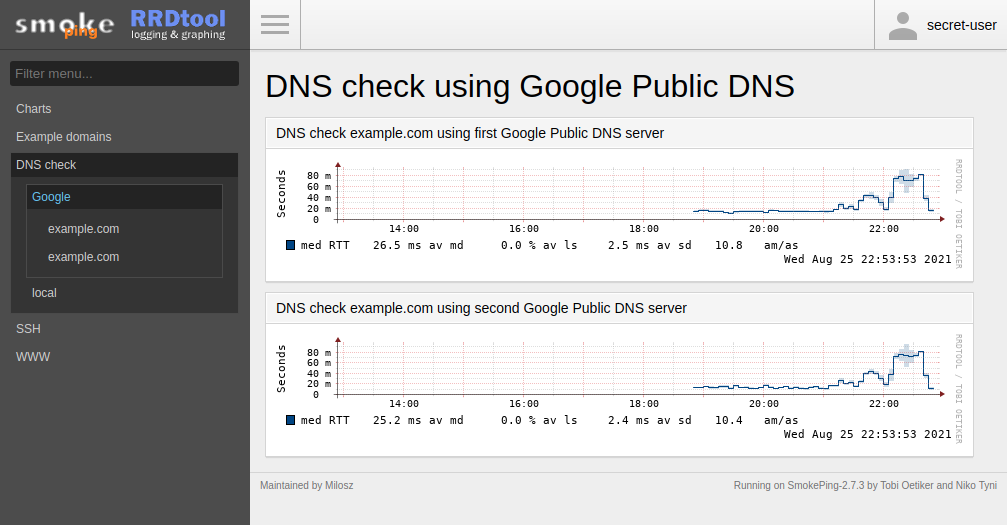 smokeping
RRDtool
logging & graphing
secret-user
Filter menu...
Charts
Example domains
DNS check
Google
example.com
example.com
local
SSH
WWW
DNS check using Google Public DNS
DNS check example.com using first Google Public DNS server
Seconds
80 m
60 m
40 m
20 m
0
14:00 16:00 18:00 20:00 22:00
med RTT 26.5 ms av md 0.0 % av ls 2.5 ms av sd 10.8 am/as
Wed Aug 25 22:53:53 2021
RRDTOOL / TOBI OETIKER
DNS check example.com using second Google Public DNS server
Seconds
80 m
60 m
40 m
20 m
0
14:00 16:00 18:00 20:00 22:00
med RTT 25.2 ms av md 0.0 % av ls 2.4 ms av sd 10.4 am/as
Wed Aug 25 22:53:53 2021
RRDTOOL / TOBI OETIKER
Maintained by Milosz
Running on SmokePing-2.7.3 by Tobi Oetiker and Niko Tyni